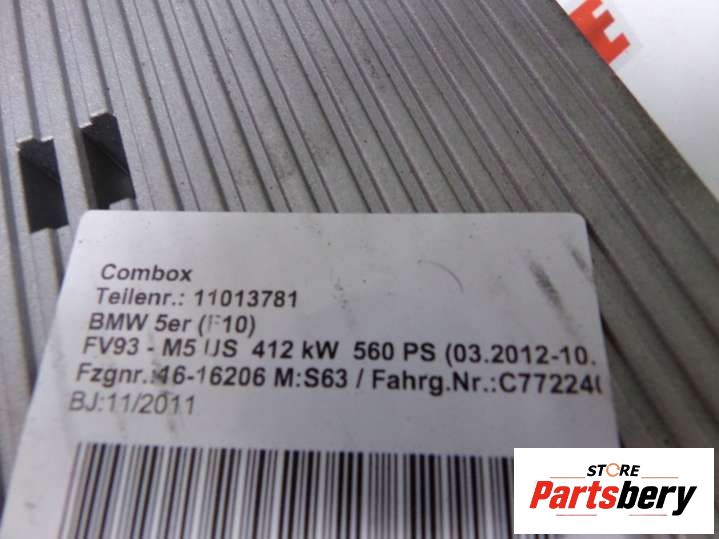 Combox
Teilenr.: 11013781
BMW 5er (F10)
FV93 - M5 US 412 kW 560 PS (03.2012-10.
Fzgnr.:46-16206 M:S63 / Fahrg.Nr.:C77224
BJ:11/2011
STORE
Partsbery